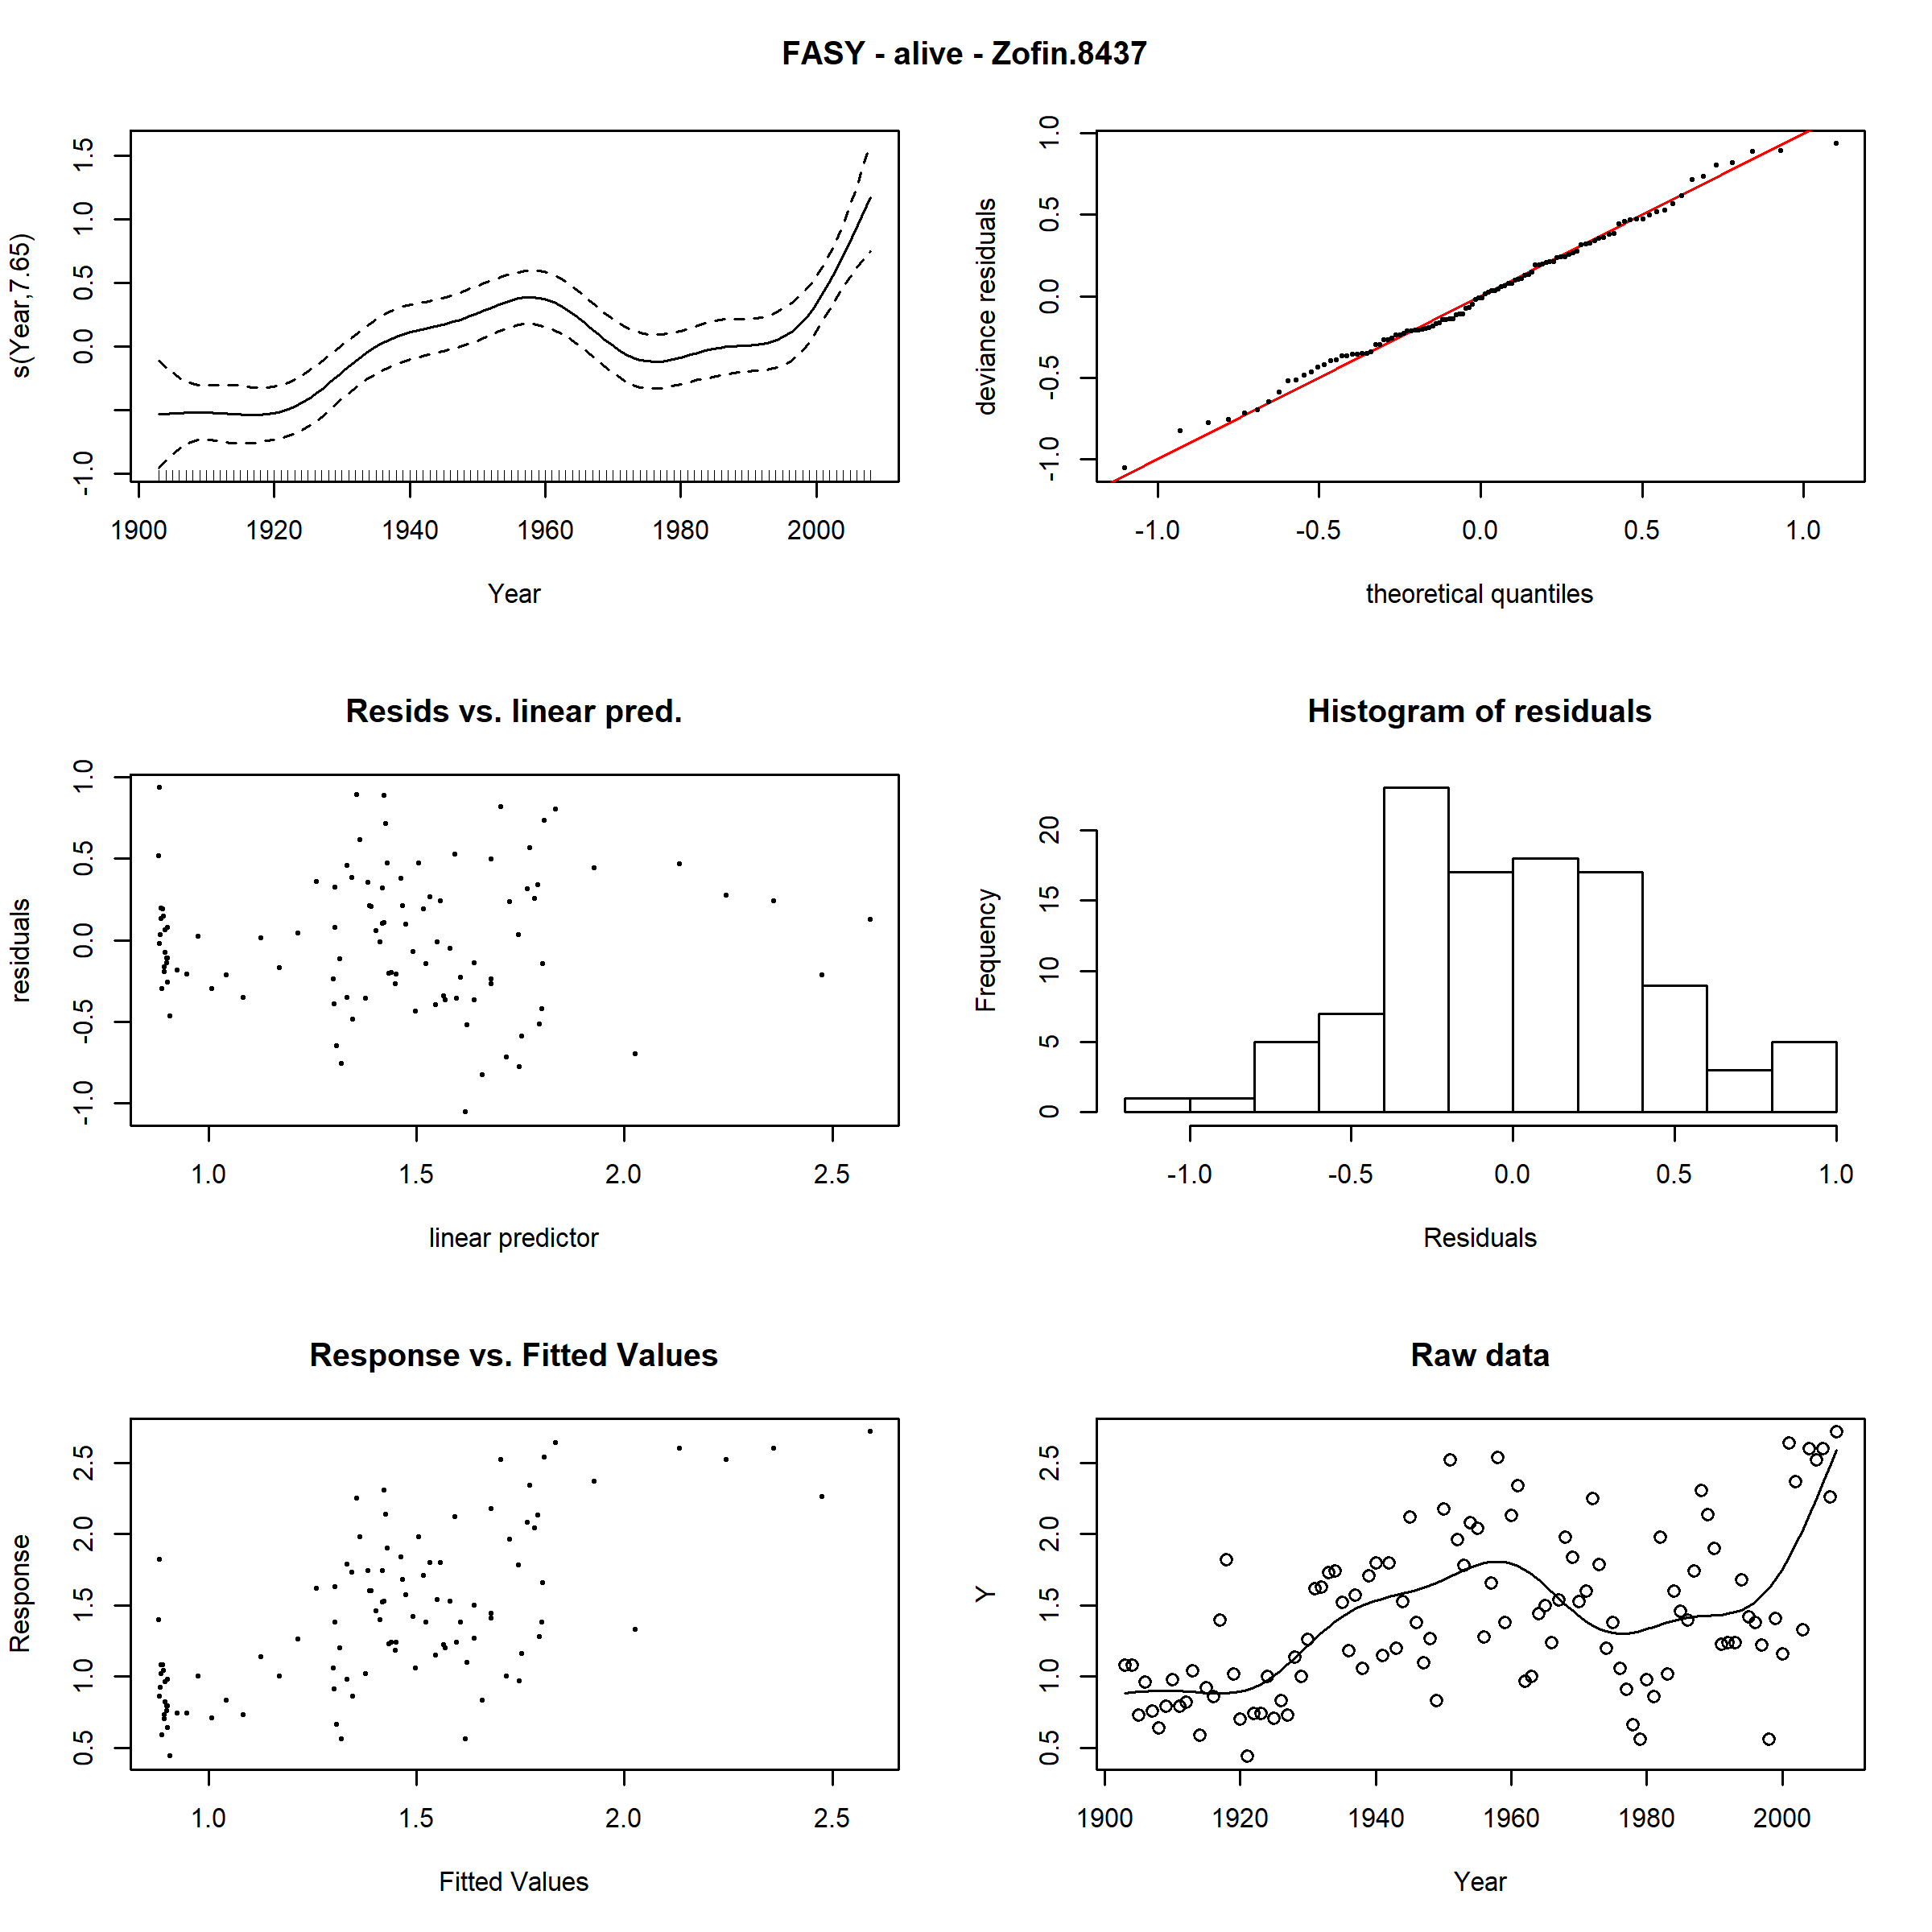 FASY - alive - Zofin.8437
s(Year,7.65)
-1.0 0.0 0.5 1.0 1.5
1900 1920 1940 1960 1980 2000
Year
deviance residuals
-1.0 -0.5 0.0 0.5 1.0
-1.0 -0.5 0.0 0.5 1.0
theoretical quantiles
Resids vs. linear pred.
residuals
-1.0 -0.5 0.0 0.5 1.0
1.0 1.5 2.0 2.5
linear predictor
Histogram of residuals
Frequency
0 5 10 15 20
-1.0 -0.5 0.0 0.5 1.0
Residuals
Response vs. Fitted Values
Response
0.5 1.0 1.5 2.0 2.5
1.0 1.5 2.0 2.5
Fitted Values
Raw data
Y
0.5 1.0 1.5 2.0 2.5
1900 1920 1940 1960 1980 2000
Year